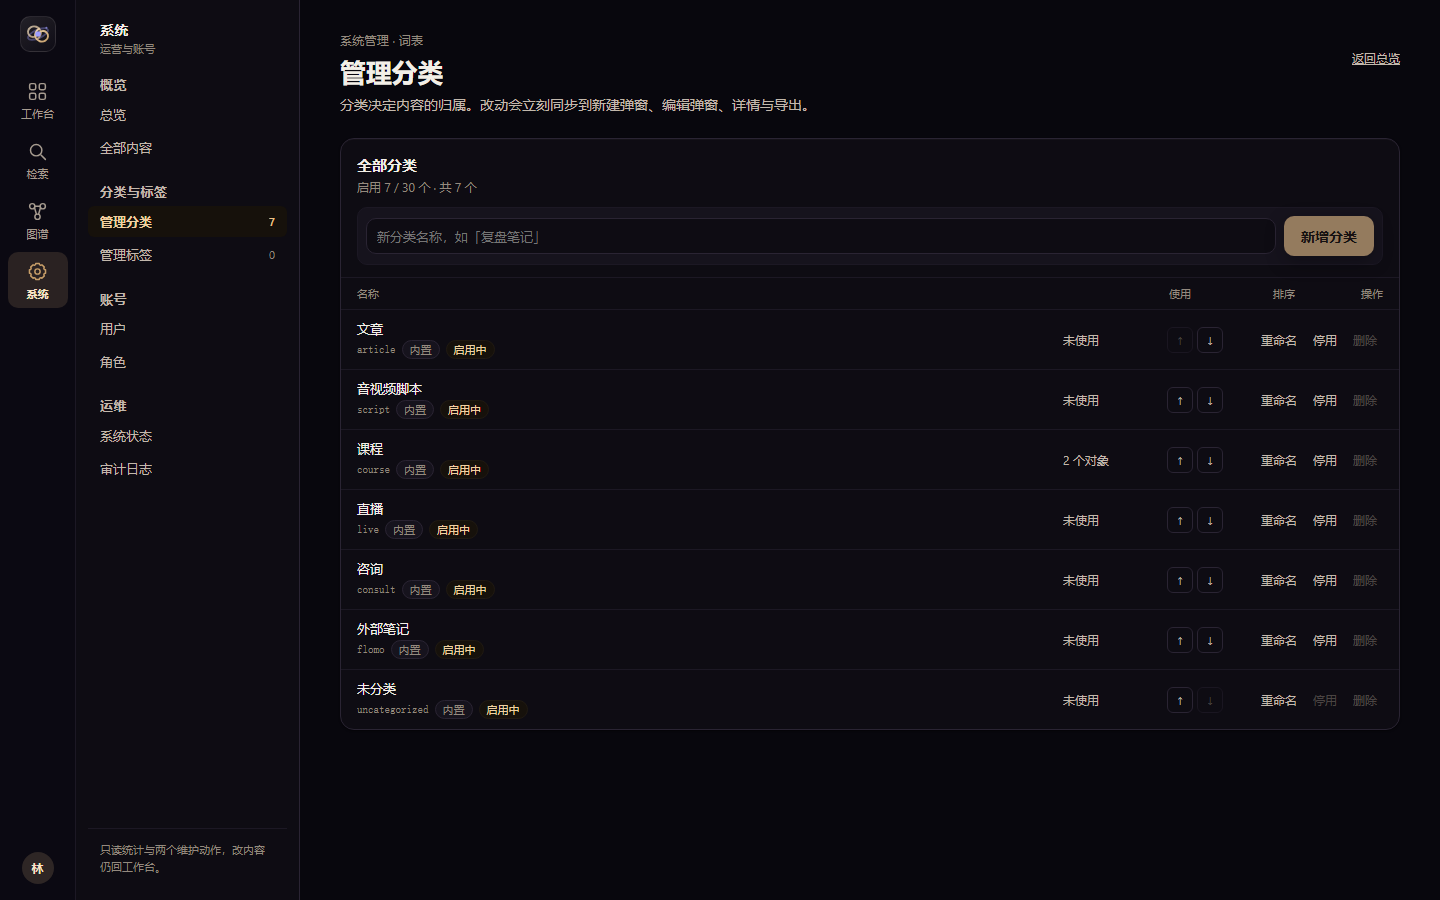 工作台
检索
图谱
系统
林
系统
运营与账号
概览
总览
全部内容
分类与标签
管理分类 7
管理标签 0
账号
用户
角色
运维
系统状态
审计日志
只读统计与两个维护动作，改内容
仍回工作台。
系统管理 · 词表
管理分类
分类决定内容的归属。改动会立刻同步到新建弹窗、编辑弹窗、详情与导出。
返回总览
全部分类
启用 7 / 30 个 · 共 7 个
新分类名称，如「复盘笔记」 新增分类
名称 使用 排序 操作
文章
article 内置 启用中 未使用 ↑ ↓ 重命名 停用 删除
音视频脚本
script 内置 启用中 未使用 ↑ ↓ 重命名 停用 删除
课程
course 内置 启用中 2 个对象 ↑ ↓ 重命名 停用 删除
直播
live 内置 启用中 未使用 ↑ ↓ 重命名 停用 删除
咨询
consult 内置 启用中 未使用 ↑ ↓ 重命名 停用 删除
外部笔记
flomo 内置 启用中 未使用 ↑ ↓ 重命名 停用 删除
未分类
uncategorized 内置 启用中 未使用 ↑ ↓ 重命名 停用 删除